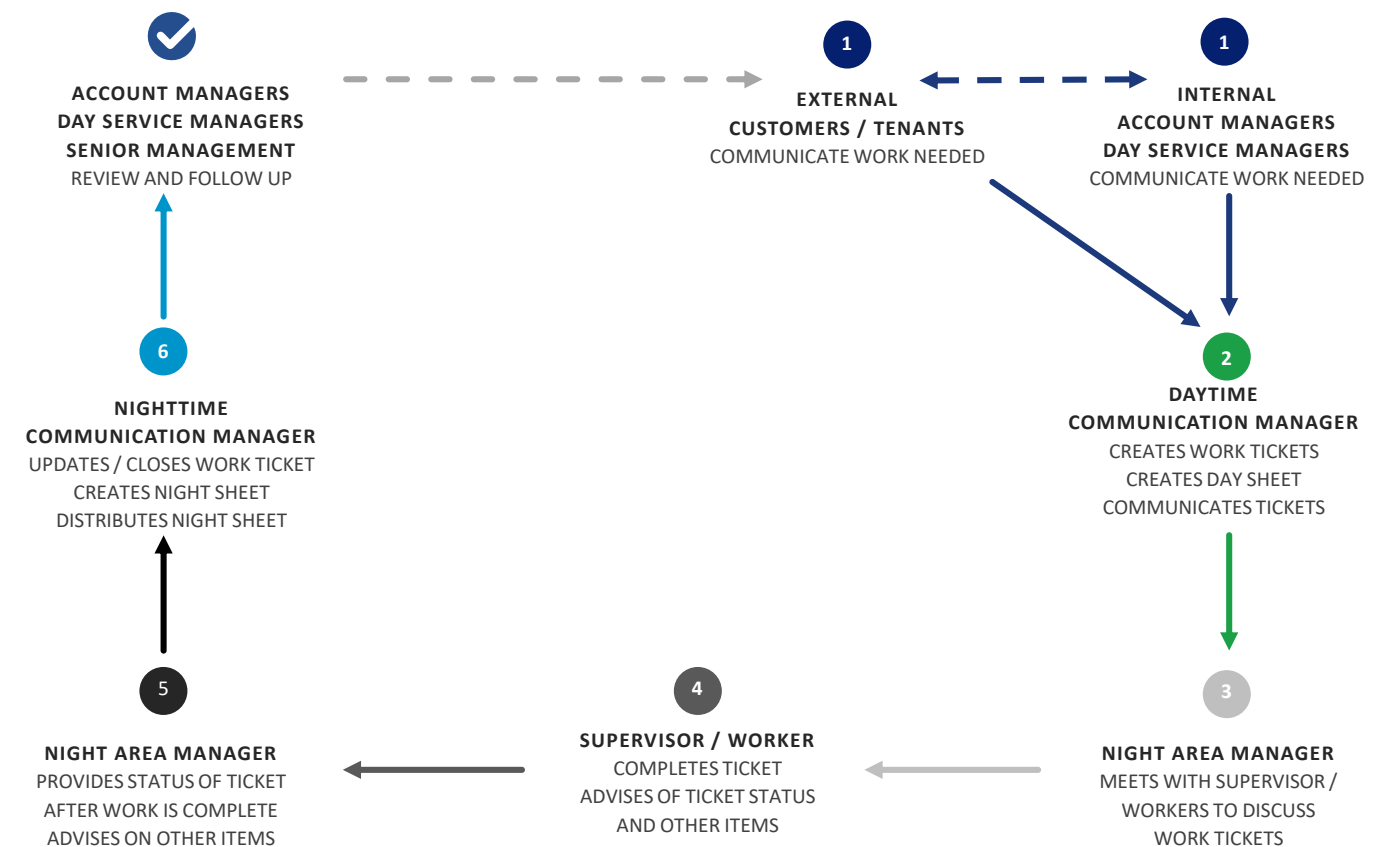 ACCOUNT MANAGERS
DAY SERVICE MANAGERS
SENIOR MANAGEMENT
REVIEW AND FOLLOW UP
1
EXTERNAL
CUSTOMERS / TENANTS
COMMUNICATE WORK NEEDED
1
INTERNAL
ACCOUNT MANAGERS
DAY SERVICE MANAGERS
COMMUNICATE WORK NEEDED
2
DAYTIME
COMMUNICATION MANAGER
CREATES WORK TICKETS
CREATES DAY SHEET
COMMUNICATES TICKETS
3
NIGHT AREA MANAGER
MEETS WITH SUPERVISOR /
WORKERS TO DISCUSS
WORK TICKETS
4
SUPERVISOR / WORKER
COMPLETES TICKET
ADVISES OF TICKET STATUS
AND OTHER ITEMS
5
NIGHT AREA MANAGER
PROVIDES STATUS OF TICKET
AFTER WORK IS COMPLETE
ADVISES ON OTHER ITEMS
6
NIGHTTIME
COMMUNICATION MANAGER
UPDATES / CLOSES WORK TICKET
CREATES NIGHT SHEET
DISTRIBUTES NIGHT SHEET